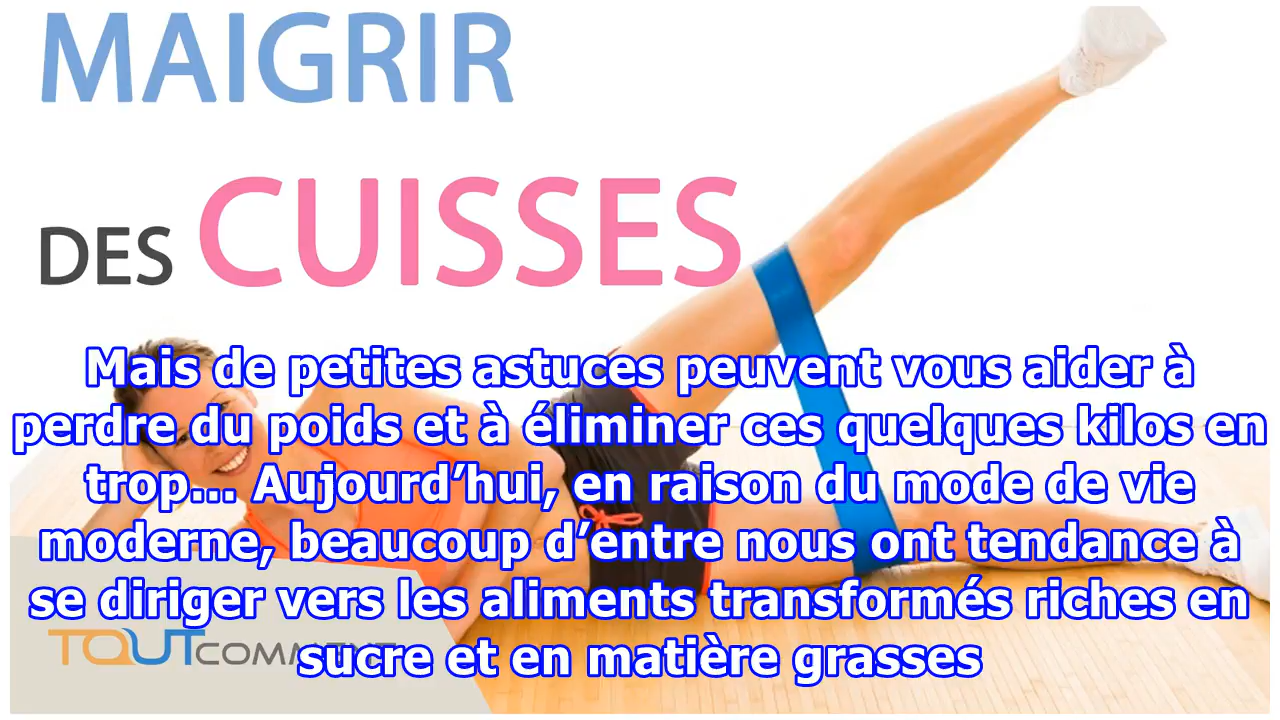 MAIGRIR
DES CUISSES
Mais de petites astuces peuvent vous aider à
perdre du poids et à éliminer ces quelques kilos en
trop… Aujourd’hui, en raison du mode de vie
moderne, beaucoup d’entre nous ont tendance à
se diriger vers les aliments transformés riches en
sucre et en matière grasses
TOUTCOMMENT